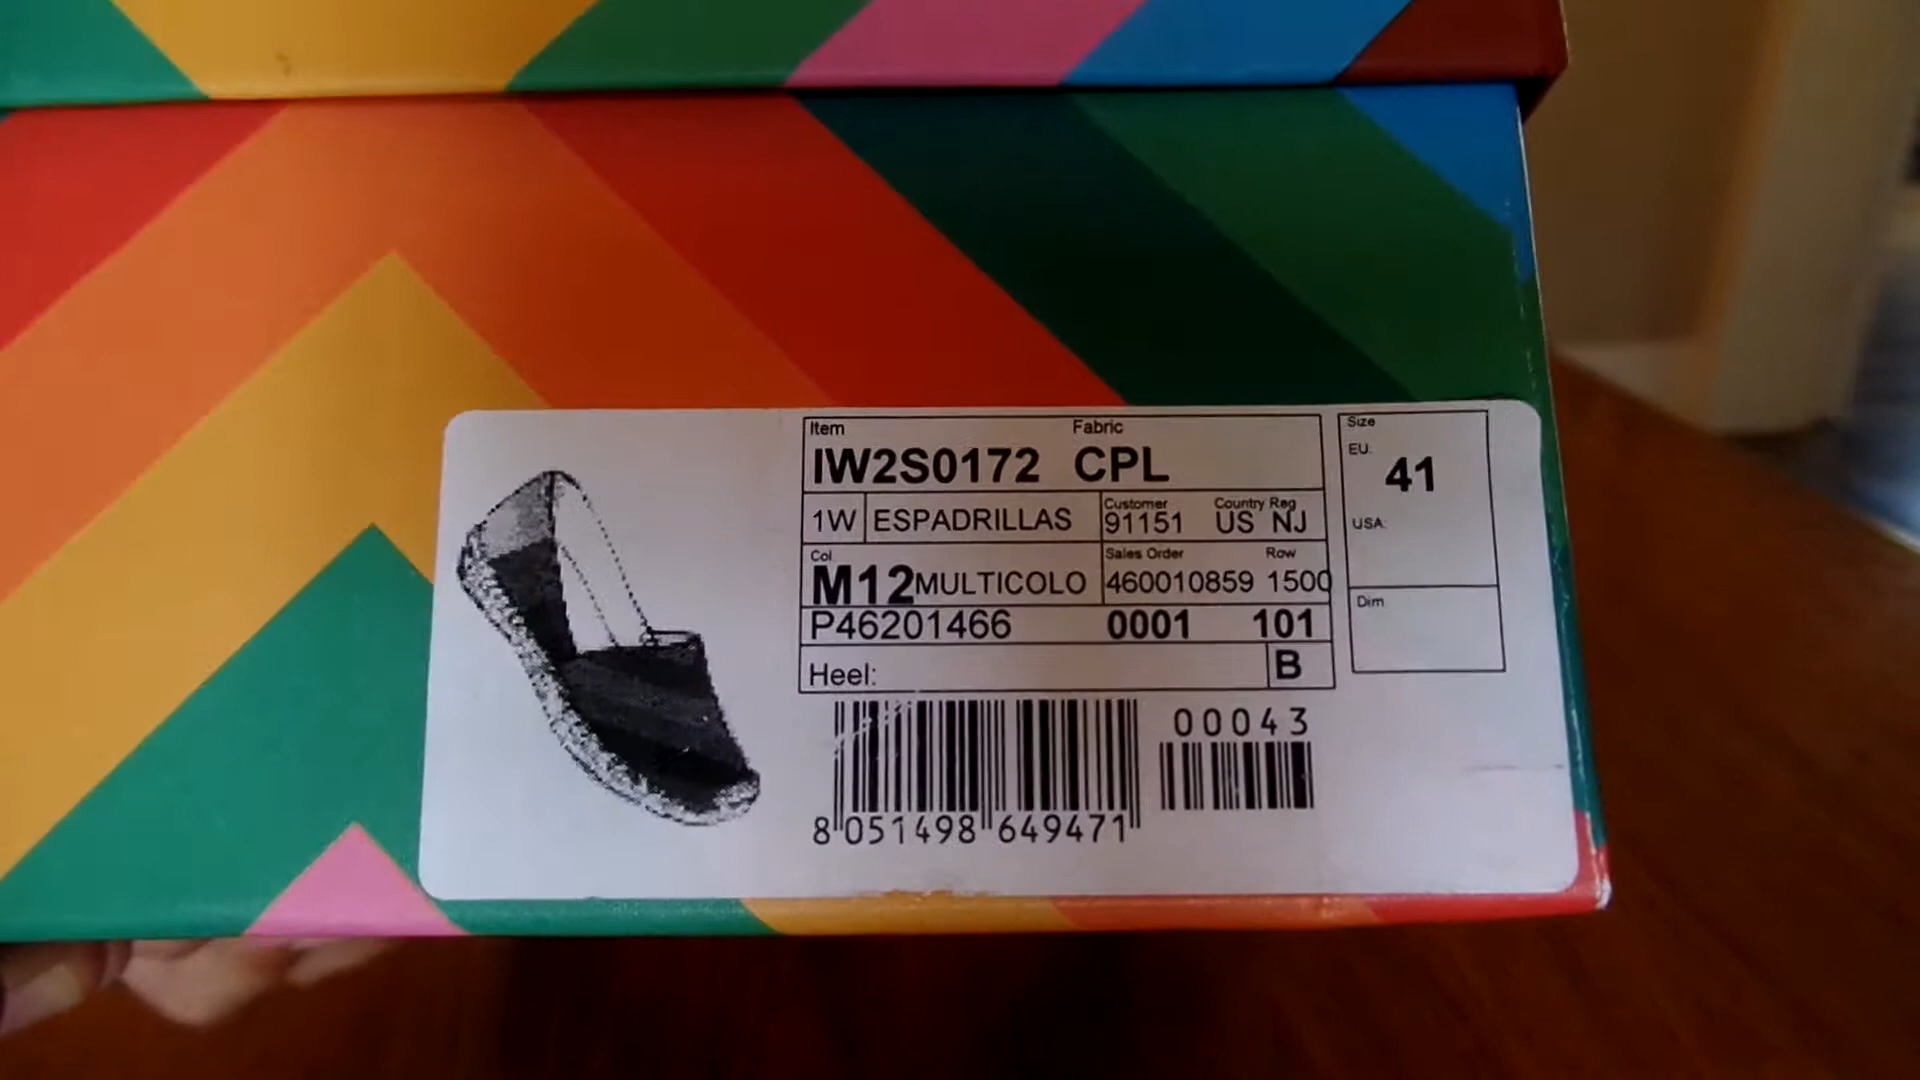 Item Fabric
IW2S0172 CPL
1W ESPADRILLAS
Customer Country Reg
91151 US NJ
Col
M12 MULTICOLO
Sales Order Row
460010859 1500
P46201466 0001 101
Heel: B
Size
EU. 41
USA:
Dim
00043
8 051498 649471